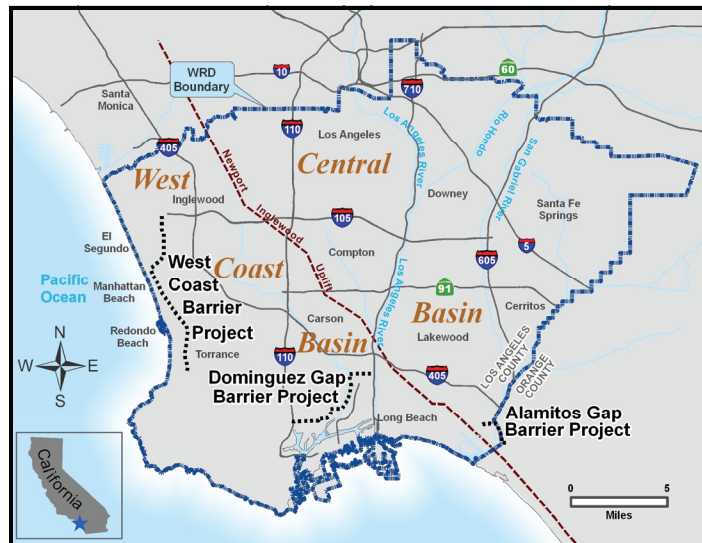 60
WRD
Boundary
10
710
Santa
Monica
110
Los Angeles
Los Angeles
River
Rio Hondo
San Gabriel River
405
West
Central
Newport
Downey
Inglewood
Inglewood
105
Santa Fe
Springs
El
Segundo
Compton
605
5
West
Coast
Barrier
Project
Coast
Uplift
Los Angeles River
Pacific
Ocean
Manhattan
Beach
91
Basin
Cerritos
Carson
Basin
Lakewood
Redondo
Beach
Torrance
110
LOS ANGELES
COUNTY
ORANGE
COUNTY
N
W
E
S
Dominguez Gap
Barrier Project
405
Long Beach
Alamitos Gap
Barrier Project
California
0
5
Miles